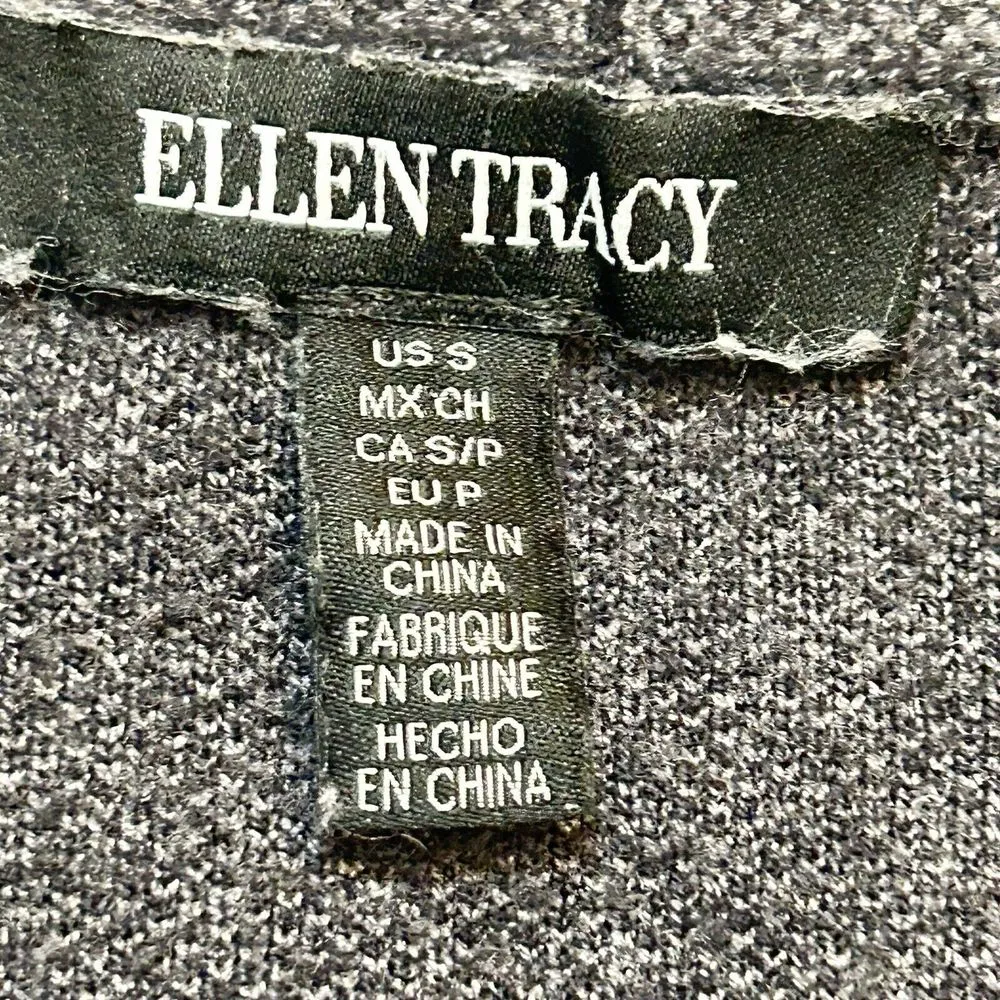 ELLEN TRACY
US S
MX CH
CA S/P
EU P
MADE IN
CHINA
FABRIQUE
EN CHINE
HECHO
EN CHINA